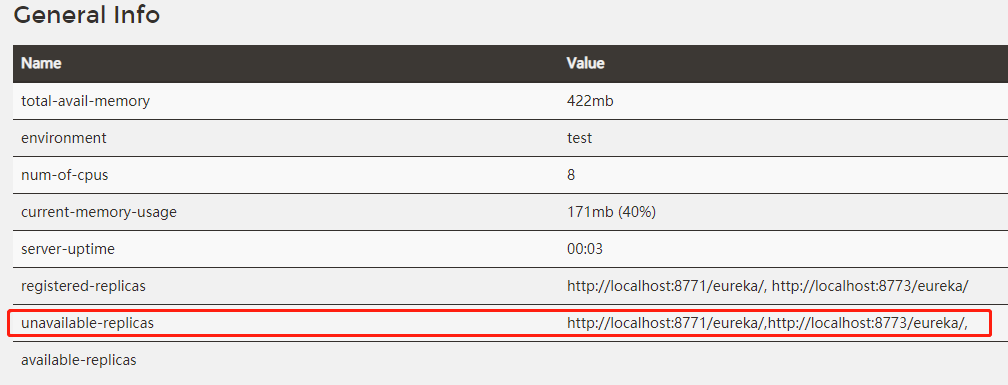 General Info
Name Value
total-avail-memory 422mb
environment test
num-of-cpus 8
current-memory-usage 171mb (40%)
server-uptime 00:03
registered-replicas http://localhost:8771/eureka/, http://localhost:8773/eureka/
unavailable-replicas http://localhost:8771/eureka/,http://localhost:8773/eureka/,
available-replicas